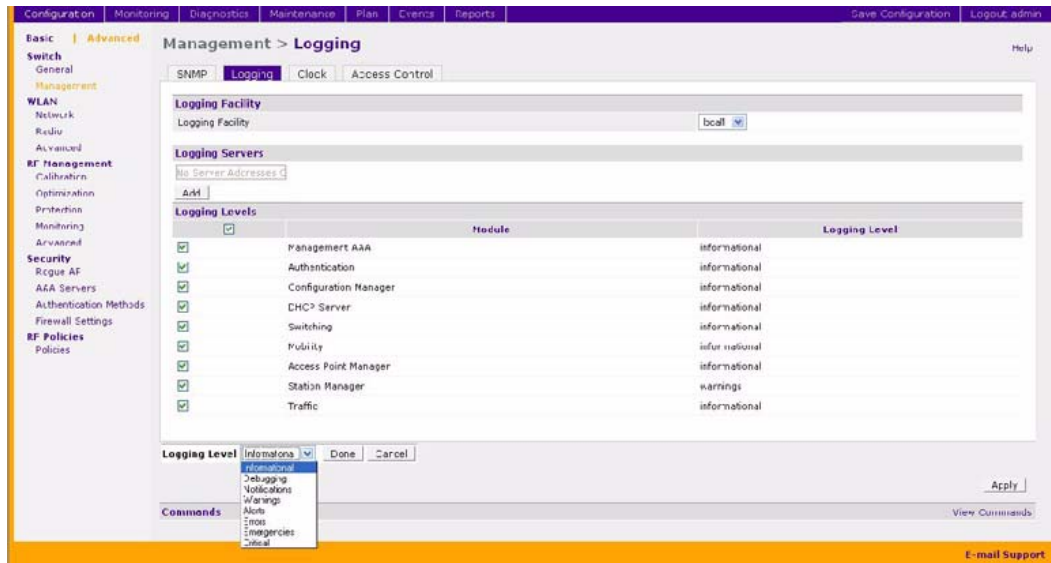 Configuration Monitoring Diagnostics Maintenance Plan Events Reports Save Configuration Logout admin
Basic | Advanced
Switch
General
Management
WLAN
Network
Radio
Advanced
RF Management
Calibration
Optimization
Protection
Monitoring
Advanced
Security
Rogue AP
AAA Servers
Authentication Methods
Firewall Settings
RF Policies
Policies
Management > Logging
Help
SNMP Logging Clock Access Control
Logging Facility
Logging Facility
Logging Servers
No Server Addresses
Add
Logging Levels
Module Logging Level
Management AAA informational
Authentication informational
Configuration Manager informational
DHCP Server informational
Switching informational
Mobility informational
Access Point Manager informational
Station Manager warnings
Traffic informational
Logging Level Informationa Done Cancel
Informational
Debugging
Notifications
Warnings
Alerts
Errors
Emergencies
Critical
Apply
Commands View Commands
E-mail Support